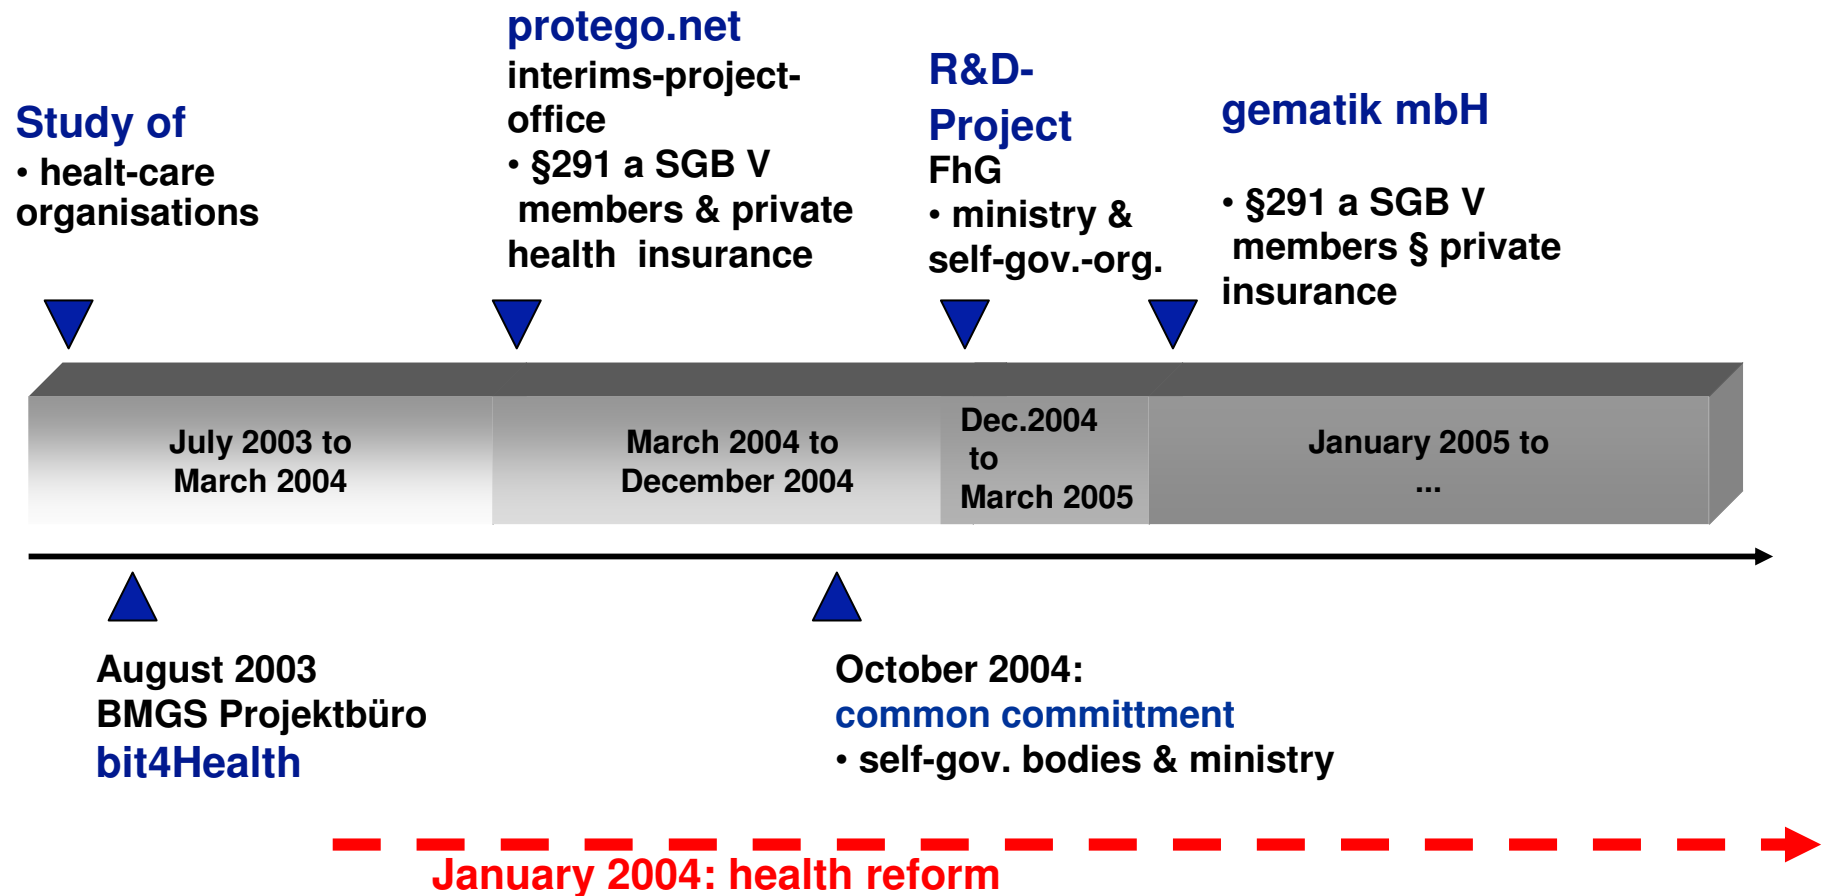 Study of
• healt-care
organisations
protego.net
interims-project-
office
• §291 a SGB V
members & private
health insurance
R&D-
Project
FhG
• ministry &
self-gov.-org.
gematik mbH
• §291 a SGB V
members § private
insurance
July 2003 to
March 2004
March 2004 to
December 2004
Dec.2004
to
March 2005
January 2005 to
...
August 2003
BMGS Projektbüro
bit4Health
October 2004:
common committment
• self-gov. bodies & ministry
January 2004: health reform